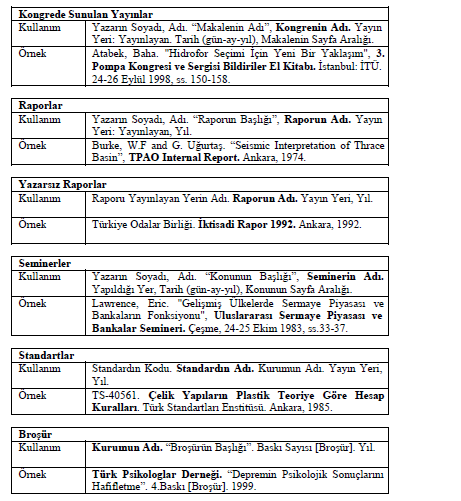 Kongrede Sunulan Yayınlar
Kullanım Yazarın Soyadı, Adı. “Makalenin Adı”, Kongrenin Adı. Yayın
Yeri: Yayınlayan. Tarih (gün-ay-yıl), Makalenin Sayfa Aralığı.
Örnek Atabek, Baha. "Hidrofor Seçimi İçin Yeni Bir Yaklaşım", 3.
Pompa Kongresi ve Sergisi Bildiriler El Kitabı. İstanbul: İTÜ.
24-26 Eylül 1998, ss. 150-158.
Raporlar
Kullanım Yazarın Soyadı, Adı. “Raporun Başlığı”, Raporun Adı. Yayın
Yeri: Yayınlayan, Yıl.
Örnek Burke, W.F and G. Uğurtaş. “Seismic Interpretation of Thrace
Basin”, TPAO Internal Report. Ankara, 1974.
Yazarsız Raporlar
Kullanım Raporu Yayınlayan Yerin Adı. Raporun Adı. Yayın Yeri, Yıl.
Örnek Türkiye Odalar Birliği. İktisadi Rapor 1992. Ankara, 1992.
Seminerler
Kullanım Yazarın Soyadı, Adı. “Konunun Başlığı”, Seminerin Adı.
Yapıldığı Yer, Tarih (gün-ay-yıl), Konunun Sayfa Aralığı.
Örnek Lawrence, Eric. "Gelişmiş Ülkelerde Sermaye Piyasası ve
Bankaların Fonksiyonu", Uluslararası Sermaye Piyasası ve
Bankalar Semineri. Çeşme, 24-25 Ekim 1983, ss.33-37.
Standartlar
Kullanım Standardın Kodu. Standardın Adı. Kurumun Adı. Yayın Yeri,
Yıl.
Örnek TS-40561. Çelik Yapıların Plastik Teoriye Göre Hesap
Kuralları. Türk Standartları Enstitüsü. Ankara, 1985.
Broşür
Kullanım Kurumun Adı. “Broşürün Başlığı”. Baskı Sayısı [Broşür]. Yıl.
Örnek Türk Psikologlar Derneği. “Depremin Psikolojik Sonuçlarını
Hafifletme”. 4.Baskı [Broşür]. 1999.